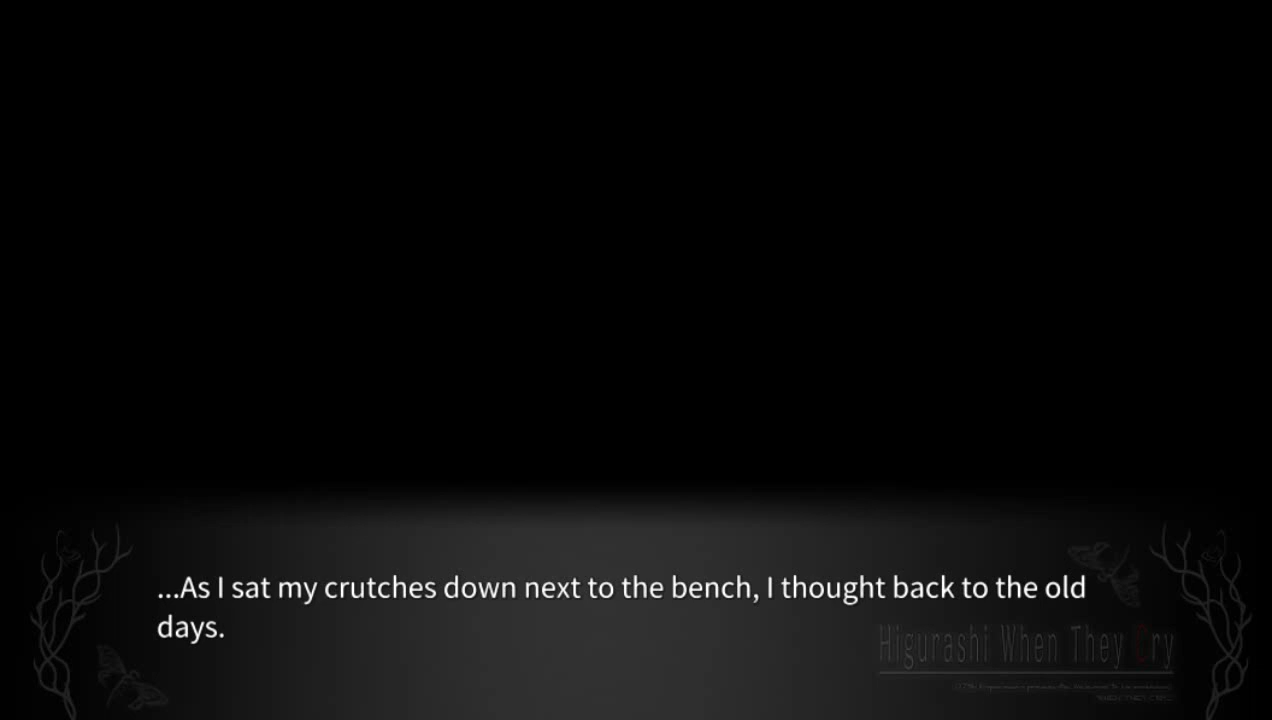 ...As I sat my crutches down next to the bench, I thought back to the old
days.
Higurashi When They Cry